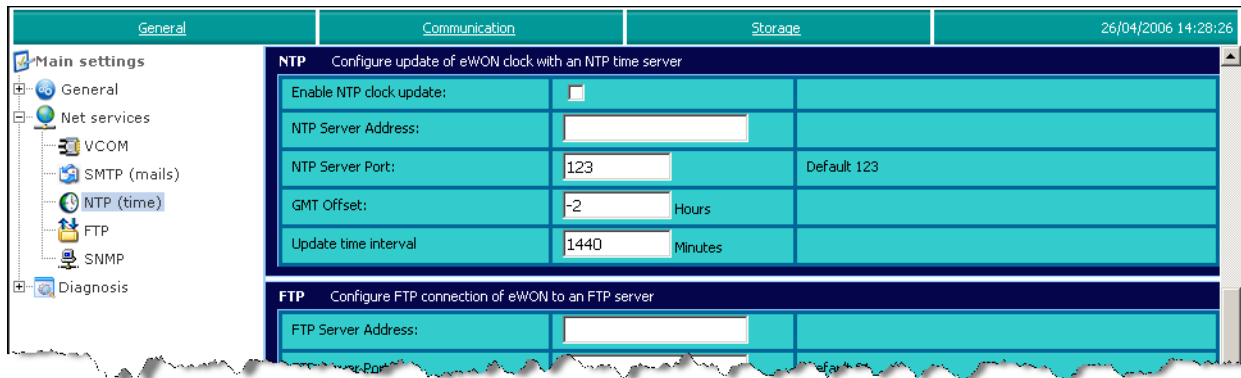 General Communication Storage 26/04/2006 14:28:26
Main settings
General
Net services
VCOM
SMTP (mails)
NTP (time)
FTP
SNMP
Diagnosis
NTP Configure update of eWON clock with an NTP time server
Enable NTP clock update:
NTP Server Address:
NTP Server Port: 123 Default 123
GMT Offset: -2 Hours
Update time interval 1440 Minutes
FTP Configure FTP connection of eWON to an FTP server
FTP Server Address: